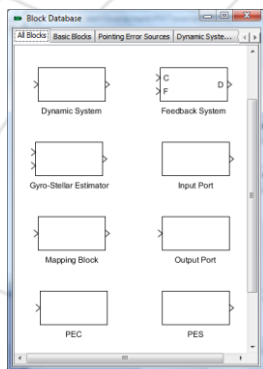 Block Database
All Blocks Basic Blocks Pointing Error Sources Dynamic Syste...
C
F
D
Dynamic System Feedback System
Gyro-Stellar Estimator Input Port
Mapping Block Output Port
PEC PES